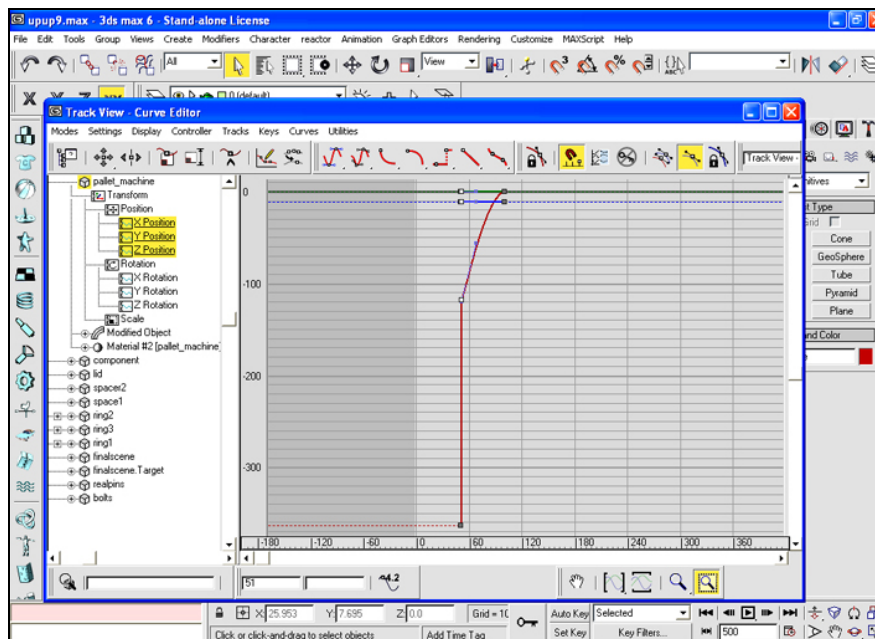 upup9.max - 3ds max 6 - Stand-alone License
File Edit Tools Group Views Create Modifiers Character reactor Animation Graph Editors Rendering Customize MAXScript Help
All View
0 (default)
Track View - Curve Editor
Modes Settings Display Controller Tracks Keys Curves Utilities
Track View -
pallet_machine
Transform
Position
X Position
Y Position
Z Position
Rotation
X Rotation
Y Rotation
Z Rotation
Scale
Modified Object
Material #2 [pallet_machine]
component
lid
spacer2
space1
ring2
ring3
ring1
finalscene
finalscene.Target
realpins
bolts
0
-100
-200
-300
-180 -120 -60 0 60 120 180 240 300 360
51
Cone
GeoSphere
Tube
Pyramid
Plane
X: 25.953 Y: 7.695 Z: 0.0 Grid = 10 Auto Key Selected
Click or click-and-drag to select objects Add Time Tag Set Key Key Filters... 500